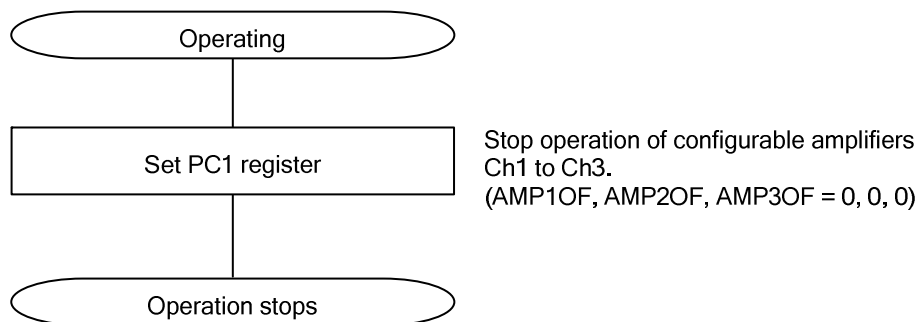 Operating
Set PC1 register
Stop operation of configurable amplifiers
Ch1 to Ch3.
(AMP1OF, AMP2OF, AMP3OF = 0, 0, 0)
Operation stops